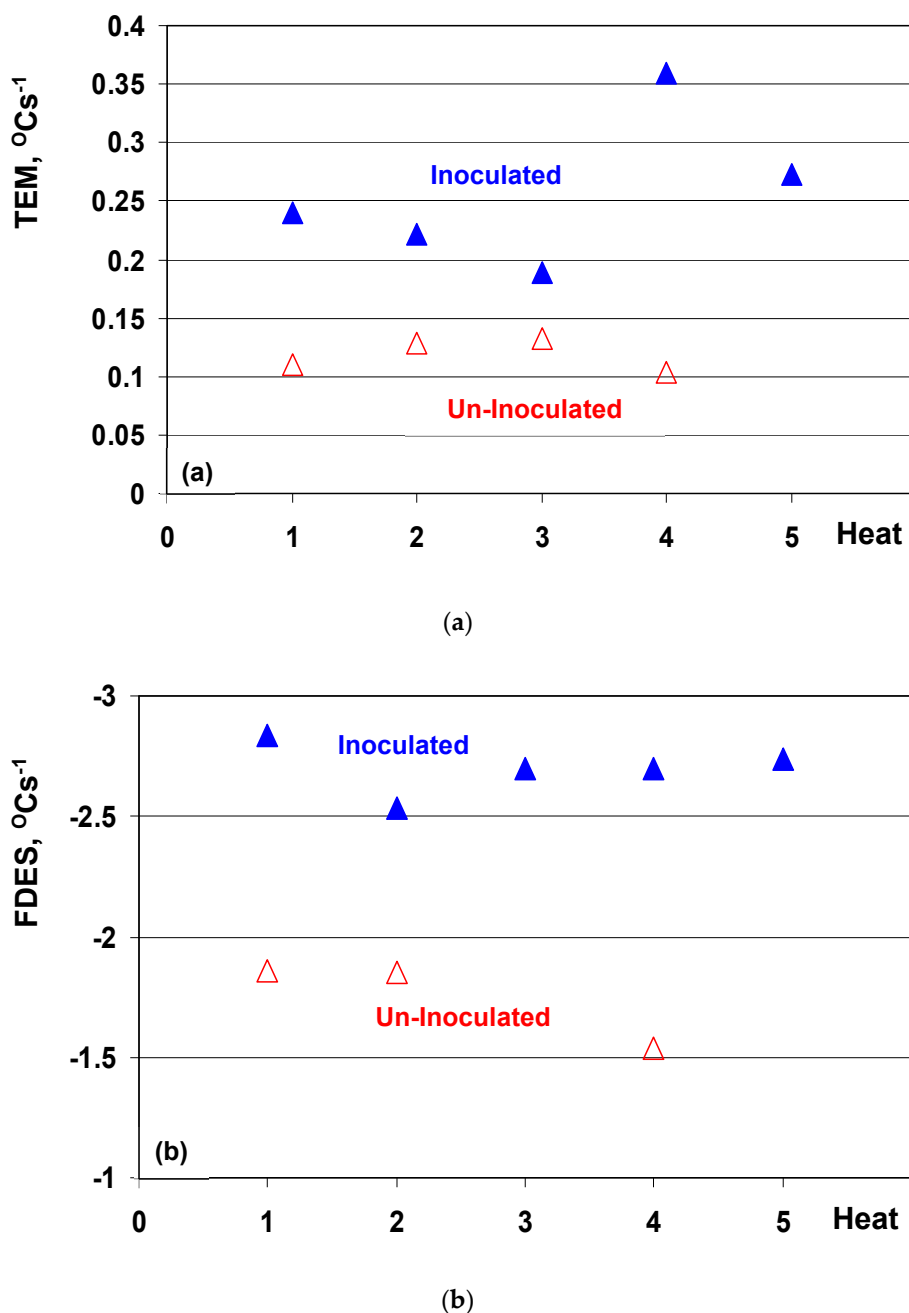 0.4
0.35
0.3
0.25
0.2
0.15
0.1
0.05
0
TEM, ᴼCs⁻¹
Inoculated
Un-Inoculated
(a)
0 1 2 3 4 5 Heat
(a)
-3
-2.5
-2
-1.5
-1
FDES, ᴼCs⁻¹
Inoculated
Un-Inoculated
(b)
0 1 2 3 4 5 Heat
(b)